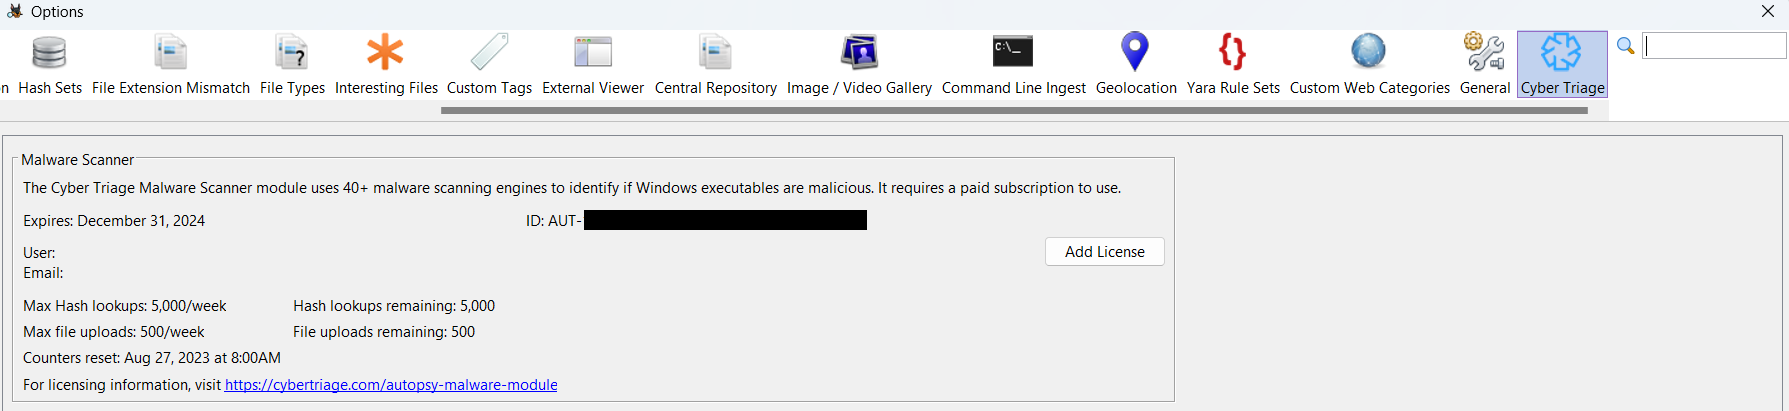 Options
C:\_
n Hash Sets File Extension Mismatch File Types Interesting Files Custom Tags External Viewer Central Repository Image / Video Gallery Command Line Ingest Geolocation Yara Rule Sets Custom Web Categories General Cyber Triage
Malware Scanner
The Cyber Triage Malware Scanner module uses 40+ malware scanning engines to identify if Windows executables are malicious. It requires a paid subscription to use.
Expires: December 31, 2024 ID: AUT-
User:
Add License
Email:
Max Hash lookups: 5,000/week Hash lookups remaining: 5,000
Max file uploads: 500/week File uploads remaining: 500
Counters reset: Aug 27, 2023 at 8:00AM
For licensing information, visit https://cybertriage.com/autopsy-malware-module